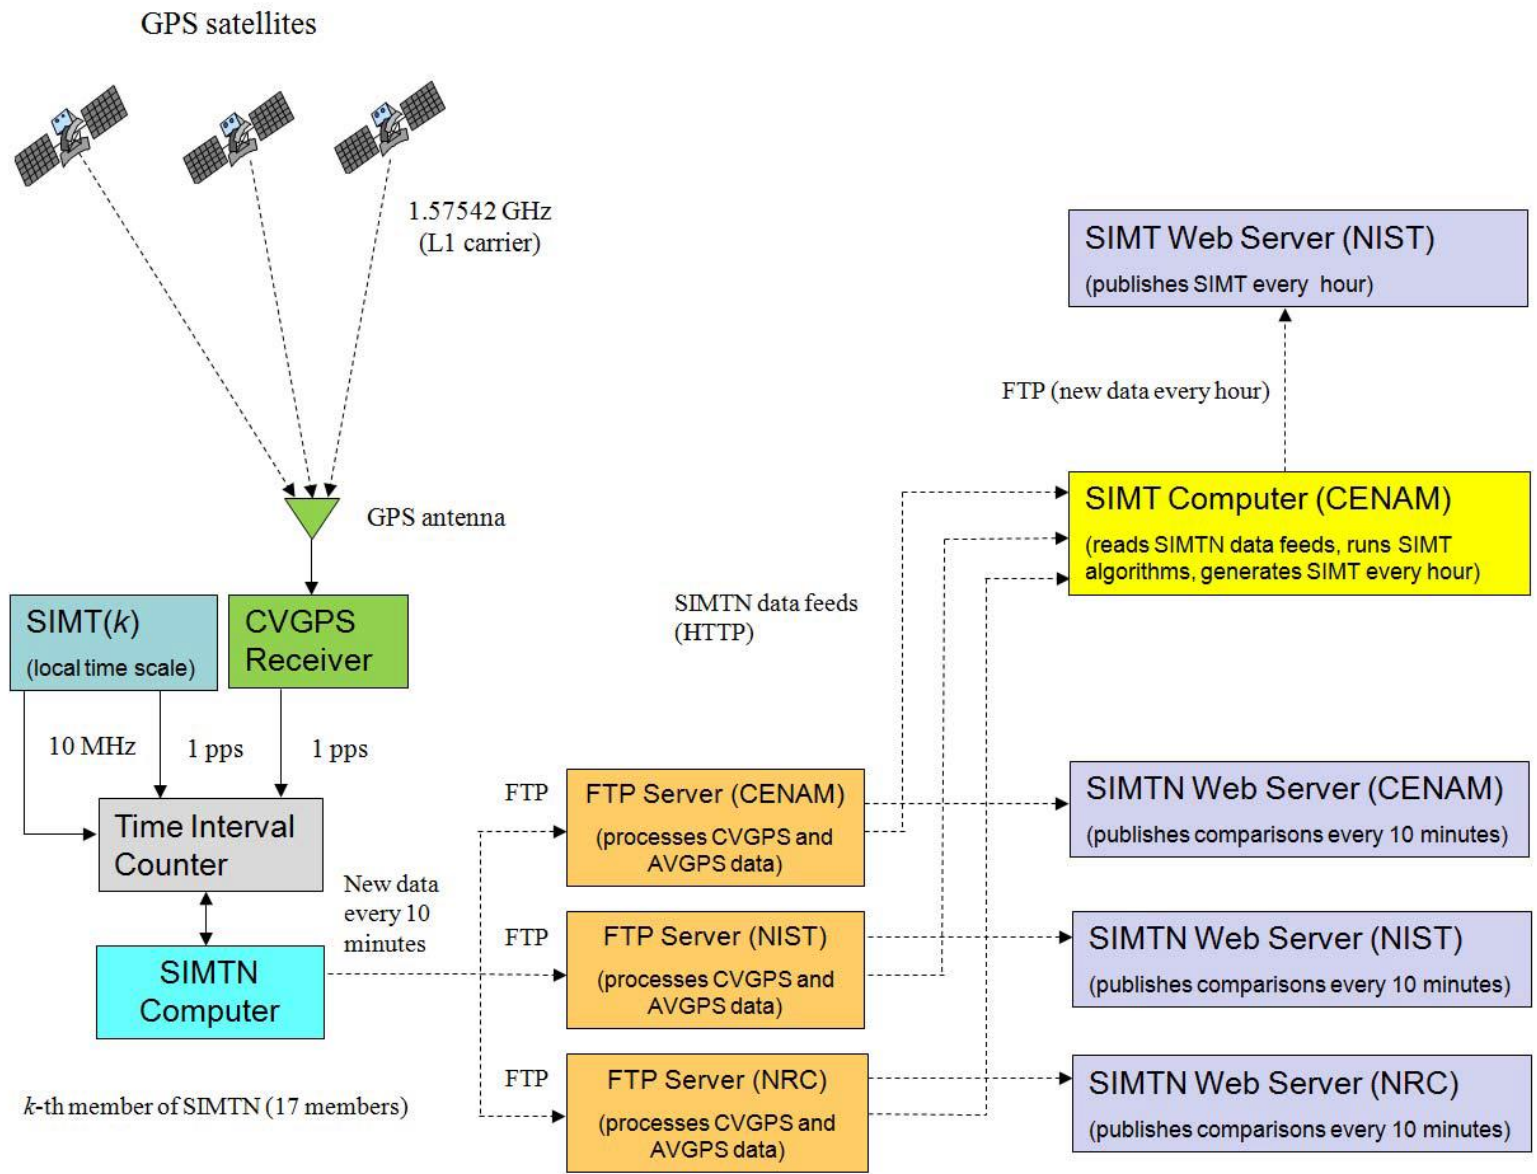 GPS satellites
1.57542 GHz
(L1 carrier)
SIMT Web Server (NIST)
(publishes SIMT every hour)
FTP (new data every hour)
GPS antenna
SIMT Computer (CENAM)
(reads SIMTN data feeds, runs SIMT
algorithms, generates SIMT every hour)
SIMTN data feeds
(HTTP)
SIMT(k)
(local time scale)
CVGPS
Receiver
10 MHz
1 pps
1 pps
Time Interval
Counter
New data
every 10
minutes
SIMTN
Computer
k-th member of SIMTN (17 members)
FTP
FTP Server (CENAM)
(processes CVGPS and
AVGPS data)
SIMTN Web Server (CENAM)
(publishes comparisons every 10 minutes)
FTP
FTP Server (NIST)
(processes CVGPS and
AVGPS data)
SIMTN Web Server (NIST)
(publishes comparisons every 10 minutes)
FTP
FTP Server (NRC)
(processes CVGPS and
AVGPS data)
SIMTN Web Server (NRC)
(publishes comparisons every 10 minutes)